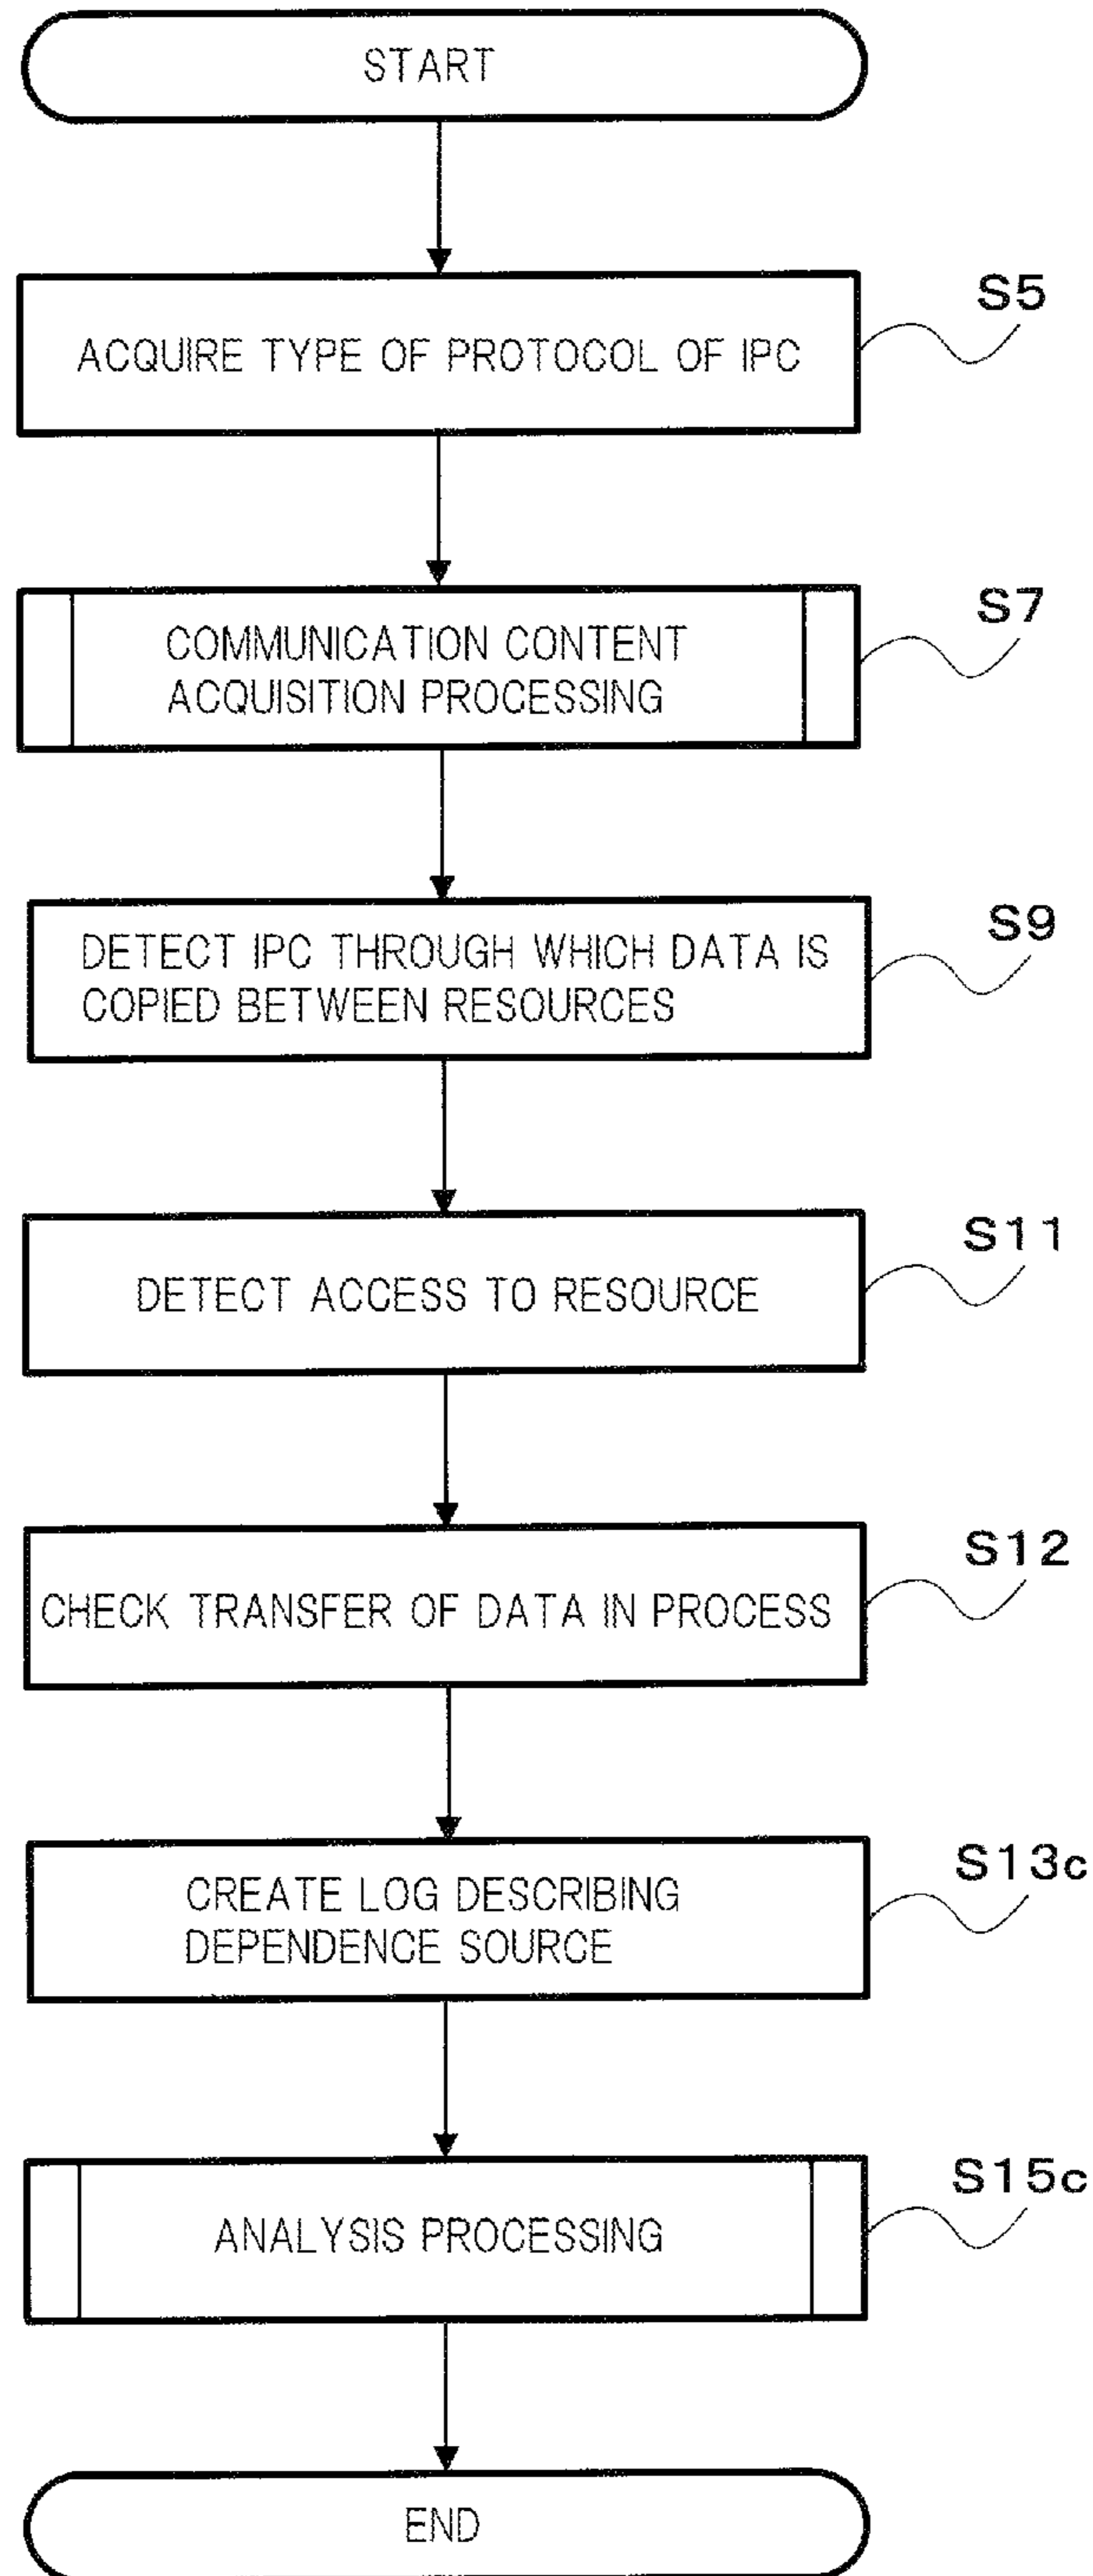 START
S5
ACQUIRE TYPE OF PROTOCOL OF IPC
S7
COMMUNICATION CONTENT
ACQUISITION PROCESSING
S9
DETECT IPC THROUGH WHICH DATA IS
COPIED BETWEEN RESOURCES
S11
DETECT ACCESS TO RESOURCE
S12
CHECK TRANSFER OF DATA IN PROCESS
S13c
CREATE LOG DESCRIBING
DEPENDENCE SOURCE
S15c
ANALYSIS PROCESSING
END